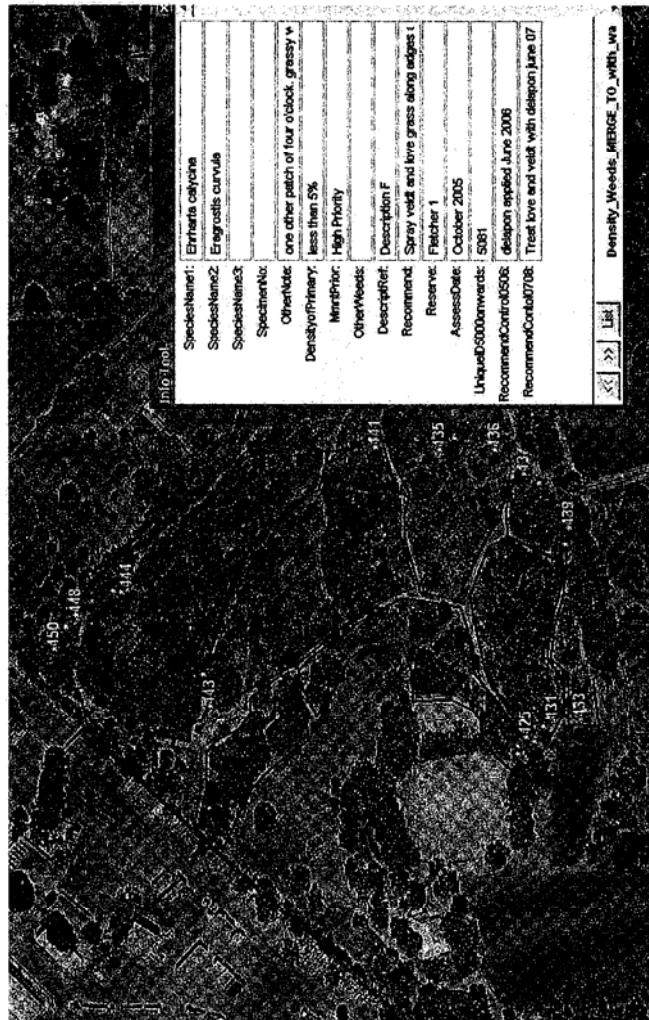 Info Tool
SpeciesName1: Ehrharta calycina
SpeciesName2: Eragrostis curvula
SpeciesName3:
SpecimenNo:
OtherNote: one other patch of four o'clock. grassy w
DensityofPrimary: less than 5%
MmntPrior: High Priority
OtherWeeds:
DescriptRef: Description F
Recommend: Spray veldt and love grass along edges a
Reserve: Fletcher 1
AssessDate: October 2005
UniqueID5000onwards: 5081
RecommendControl0506: delapon applied June 2006
RecommendContol0708: Treat love and veldt with delapon june 07
<< >> List
Density_Weeds_MERGE_TO_with_wa
450
448
444
443
441
435
436
437
439
425
431
433